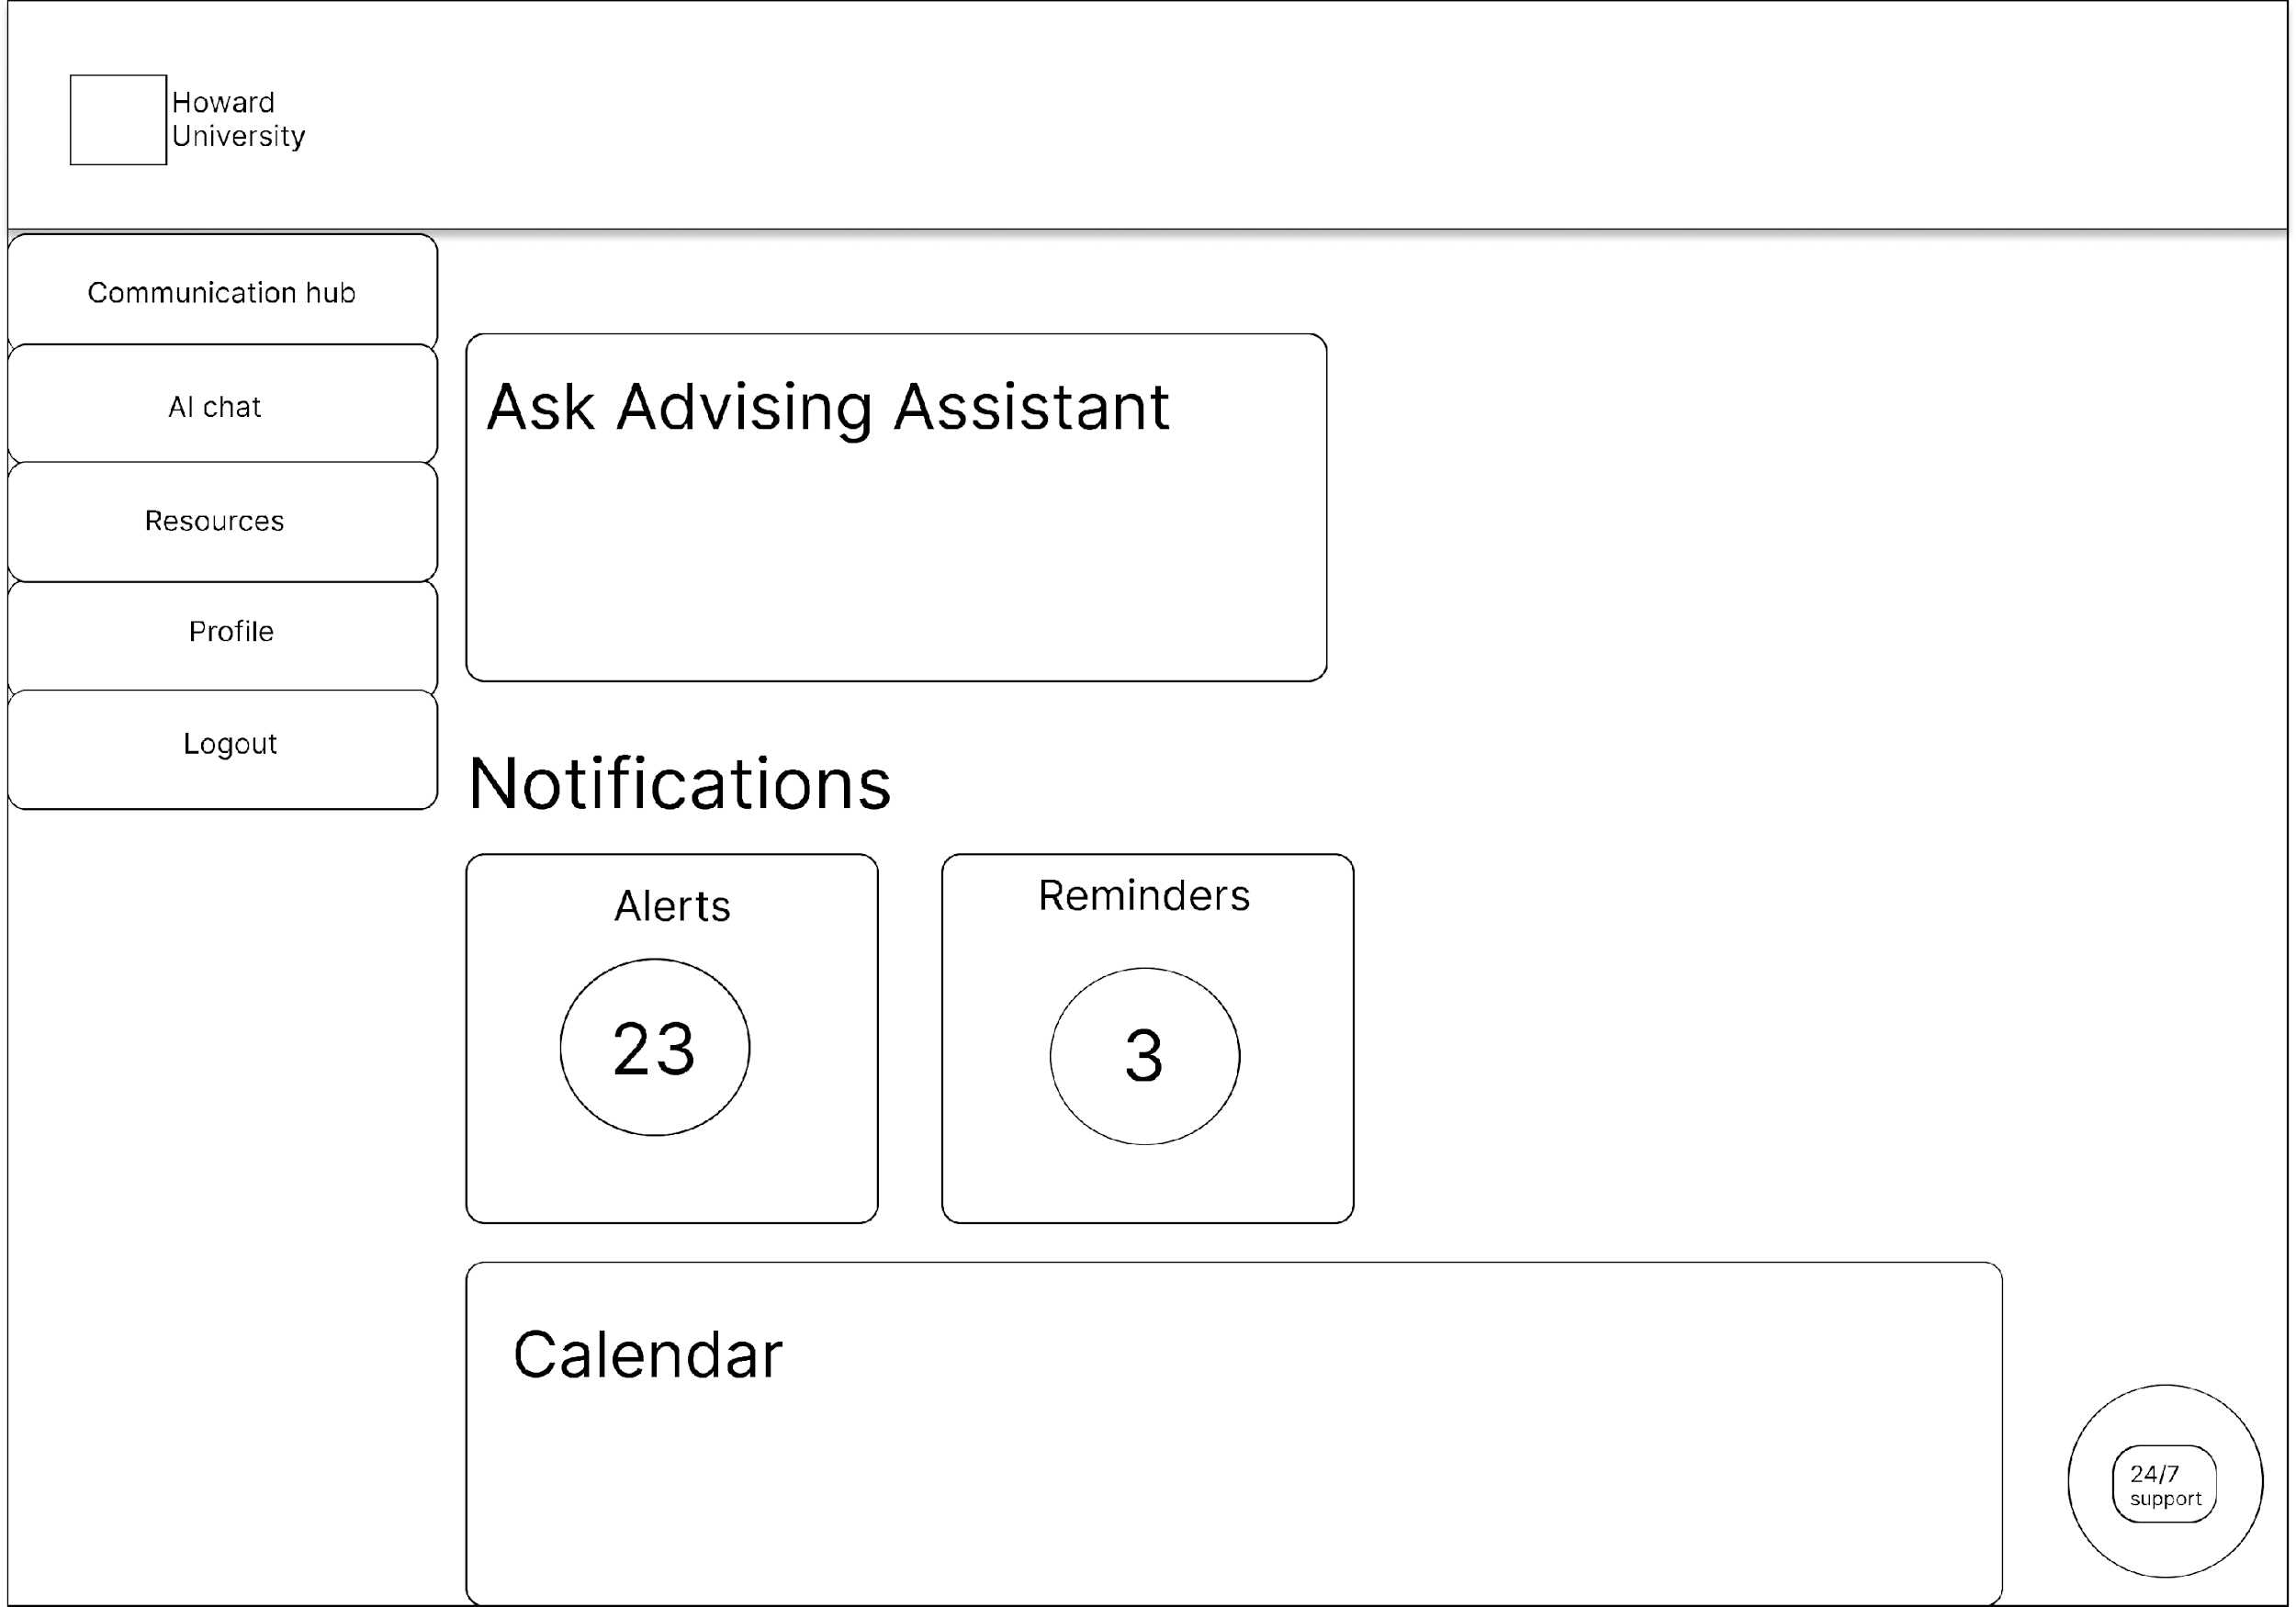 Howard
University
Communication hub
AI chat
Resources
Profile
Logout
Ask Advising Assistant
Notifications
Alerts
23
Reminders
3
Calendar
24/7
support